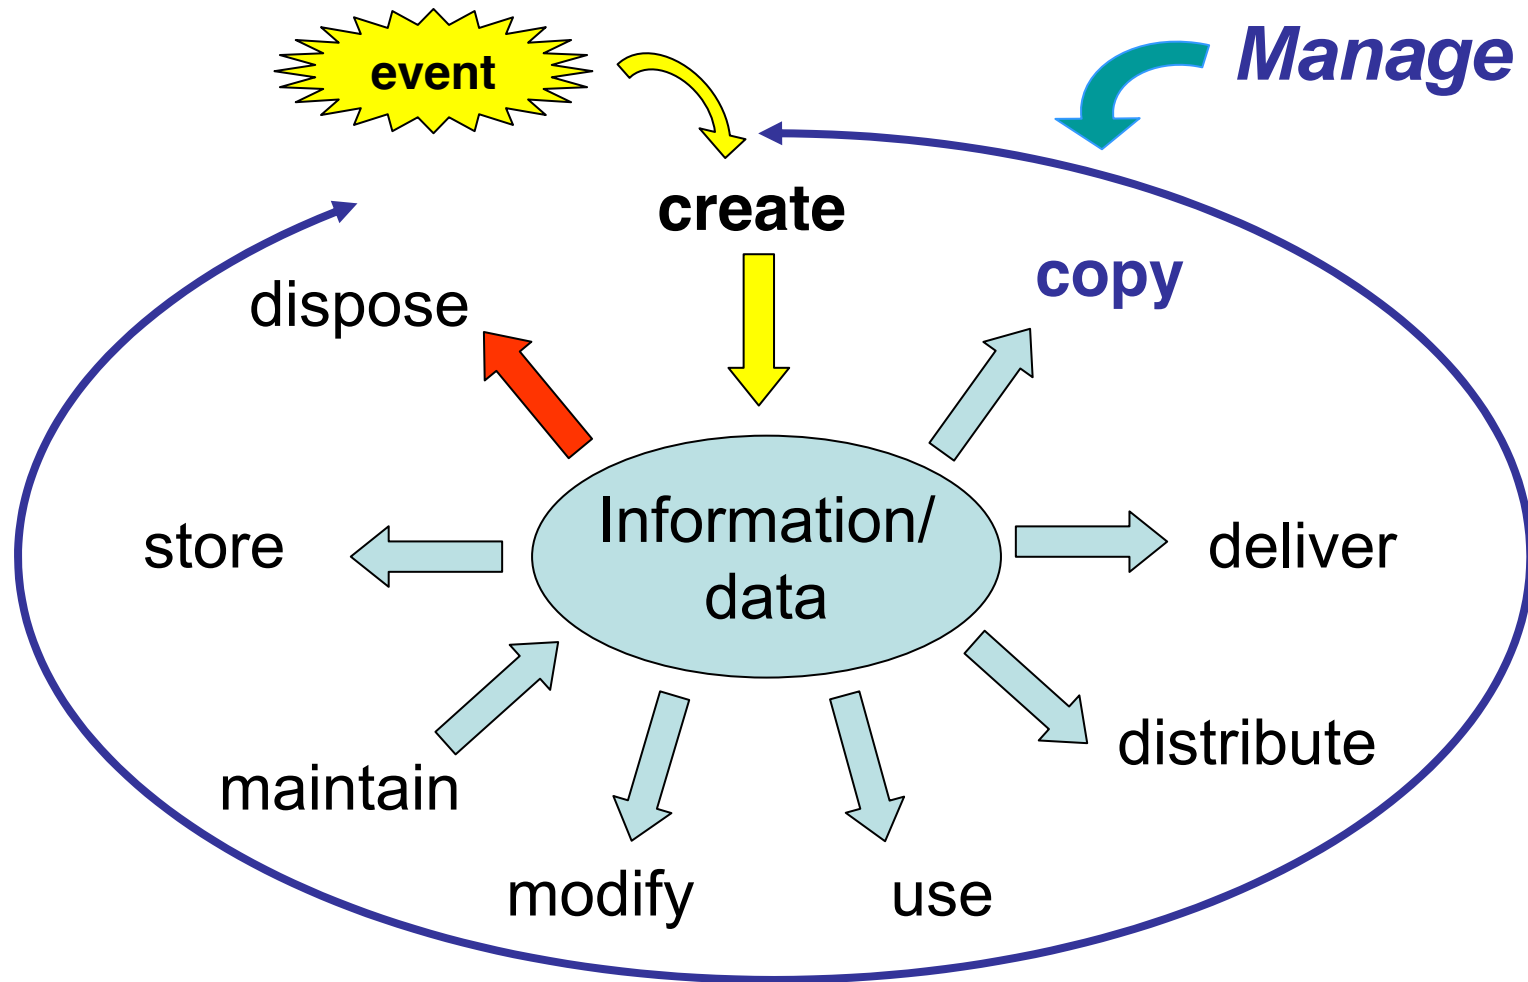 event
Manage
create
copy
dispose
Information/
data
store
deliver
maintain
distribute
modify
use